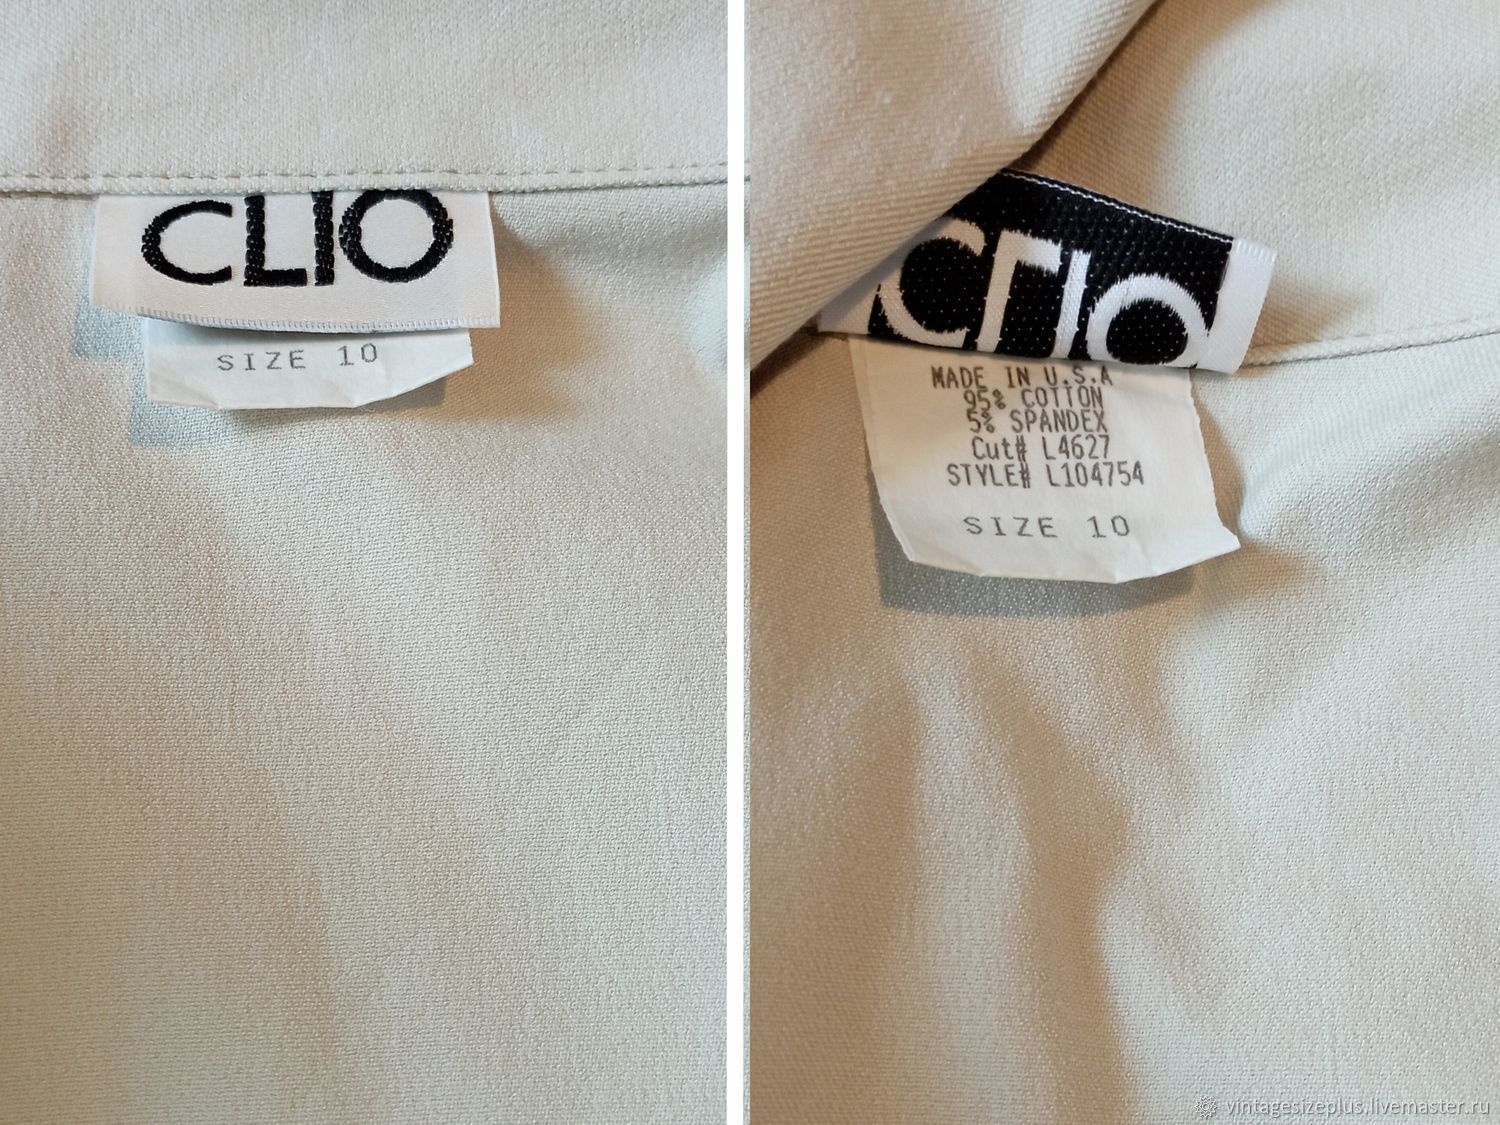 CLIO
SIZE 10
CLIO
MADE IN U.S.A
95% COTTON
5% SPANDEX
Cut# L4627
STYLE# L104754
SIZE 10
vintagesizeplus.livemaster.ru